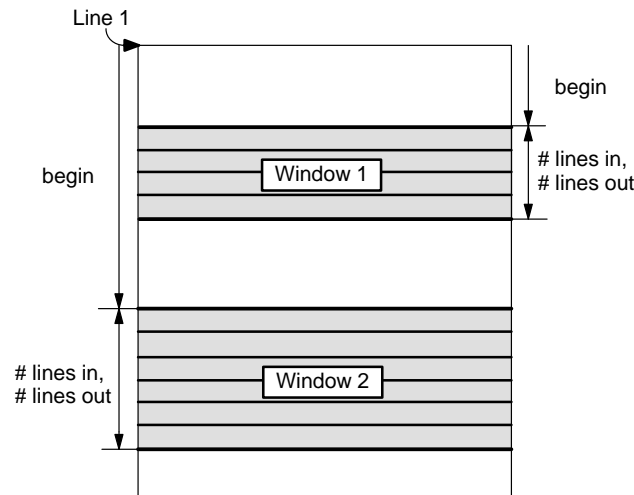 Line 1
begin
# lines in,
# lines out
Window 1
begin
# lines in,
# lines out
Window 2